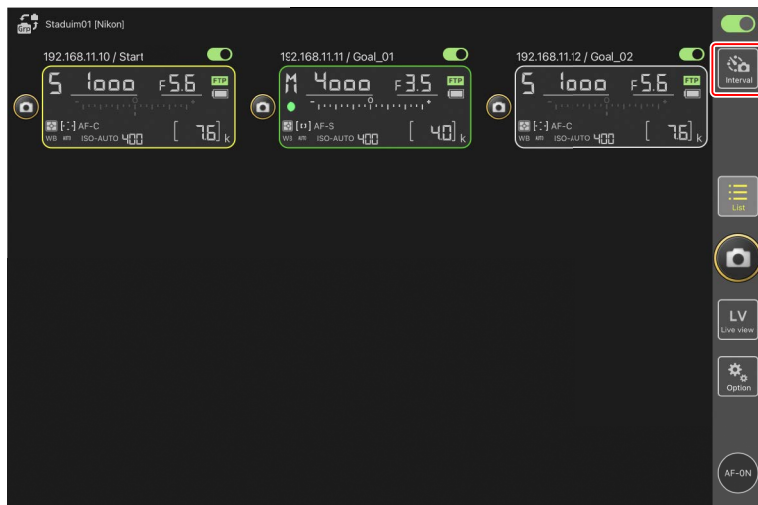 Grp Staduim01 [Nikon]
192.168.11.10 / Start
S 1000 F5.6 FTP
AF-C
WB ISO-AUTO 400 [ 7.6] k
192.168.11.11 / Goal_01
M 4000 F3.5 FTP
AF-S
ISO-AUTO 400 [ 4.0] k
192.168.11.12 / Goal_02
S 1000 F5.6 FTP
AF-C
WB ISO-AUTO 400 [ 7.6] k
Interval
List
LV
Live view
Option
AF-ON